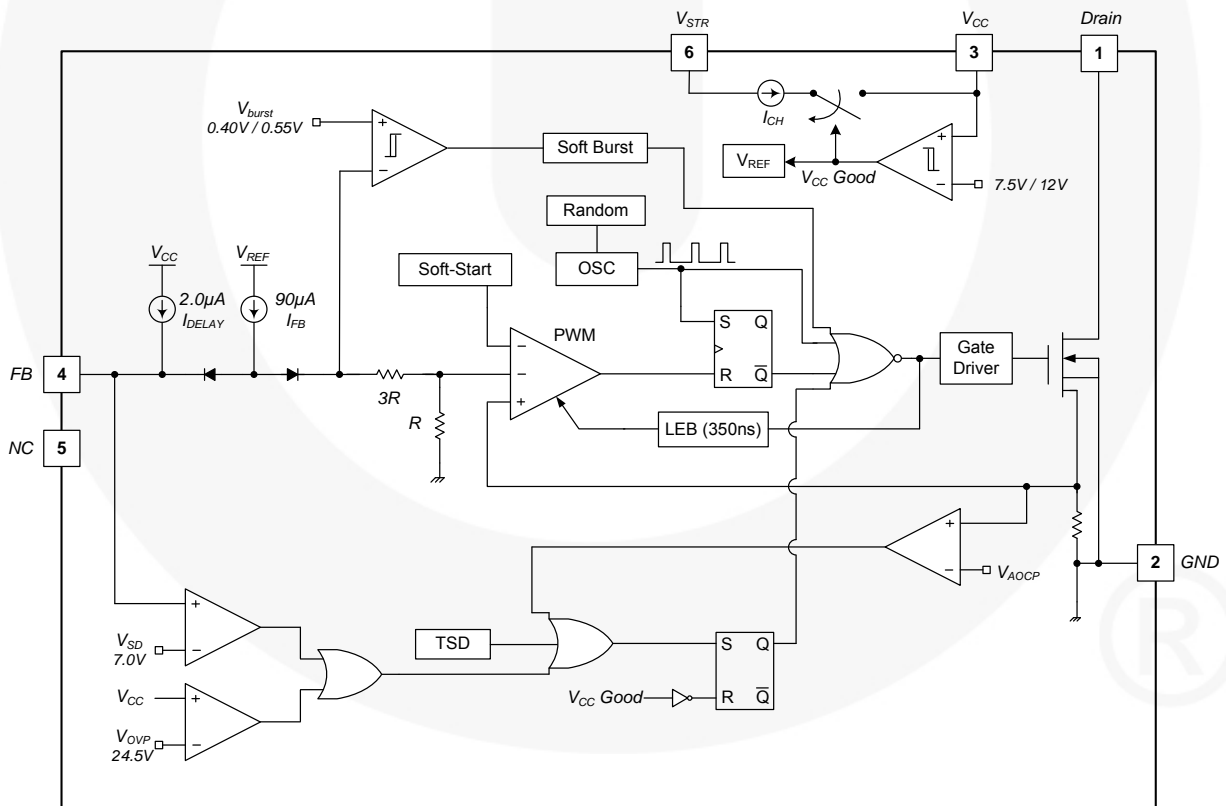 VSTR
VCC
Drain
6
3
1
Vburst
0.40V / 0.55V
+
−
Soft Burst
ICH
VREF
VCC Good
+
−
7.5V / 12V
Random
OSC
Soft-Start
VCC
VREF
2.0µA
IDELAY
90µA
IFB
PWM
−
−
+
S Q
R Q
Gate
Driver
FB
4
3R
R
LEB (350ns)
NC
5
+
−
VAOCP
2
GND
+
−
VSD
7.0V
TSD
S Q
R Q
VCC Good
VCC
+
−
VOVP
24.5V
®